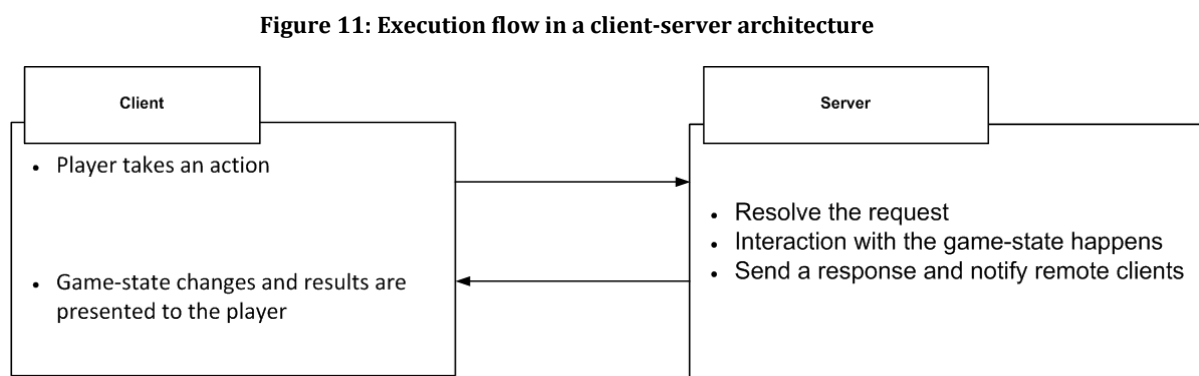 Figure 11: Execution flow in a client-server architecture
Client
Server
• Player takes an action
• Game-state changes and results are
presented to the player
• Resolve the request
• Interaction with the game-state happens
• Send a response and notify remote clients